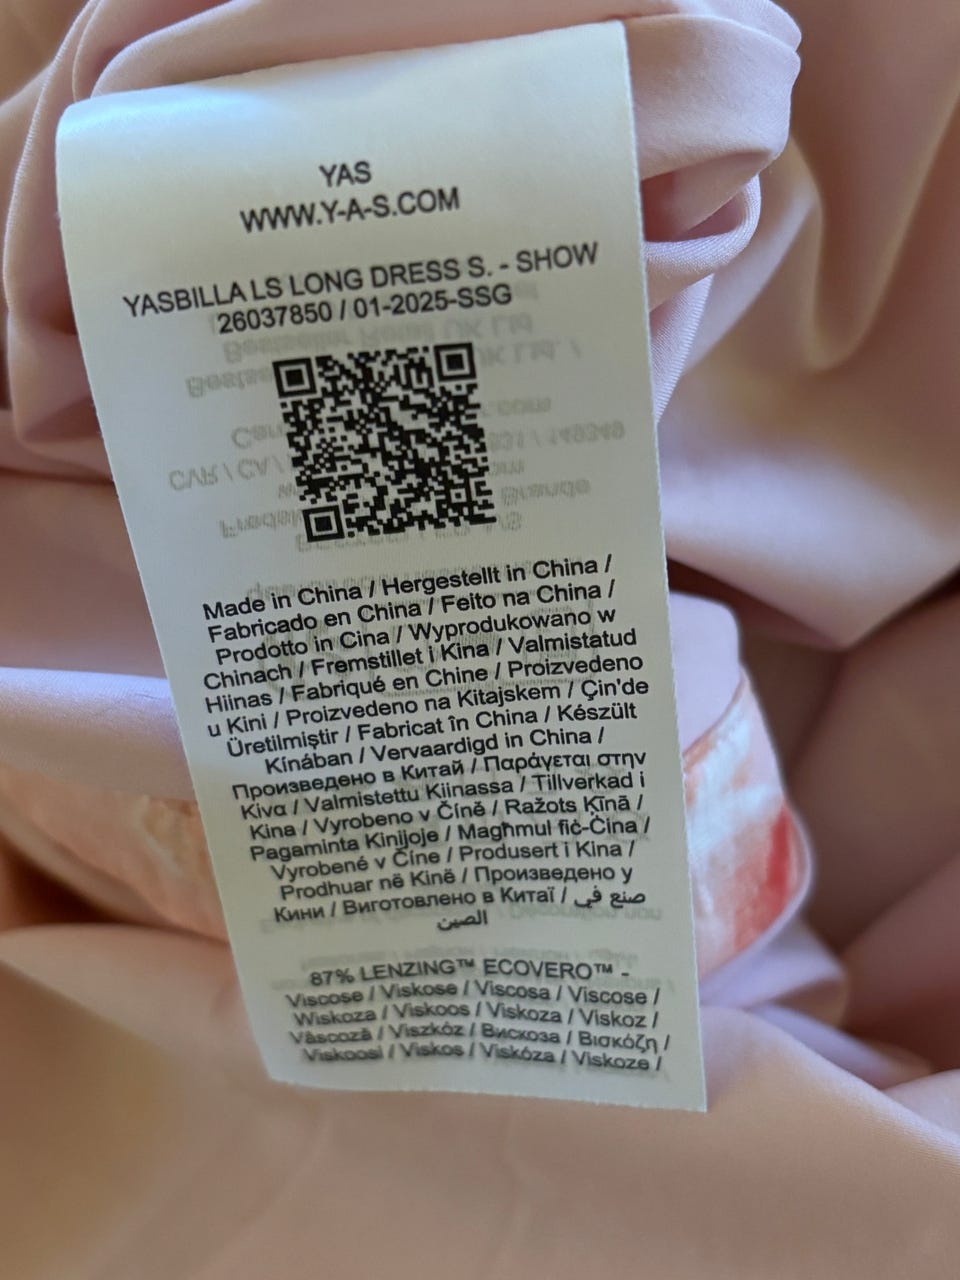 YAS
WWW.Y-A-S.COM
YASBILLA LS LONG DRESS S. - SHOW
26037850 / 01-2025-SSG
Made in China / Hergestellt in China /
Fabricado en China / Feito na China /
Prodotto in Cina / Wyprodukowano w
Chinach / Fremstillet i Kina / Valmistatud
Hiinas / Fabriqué en Chine / Proizvedeno
u Kini / Proizvedeno na Kitajskem / Çin'de
Üretilmiştir / Fabricat în China / Készült
Kínában / Vervaardigd in China /
Произведено в Китай / Παράγεται στην
Κίνα / Valmistettu Kiinassa / Tillverkad i
Kina / Vyrobeno v Číně / Ražots Ķīnā /
Pagaminta Kinijoje / Magħmul fiċ-Ċina /
Vyrobené v Číne / Produsert i Kina /
Prodhuar në Kinë / Произведено у
Кини / Виготовлено в Китаї / صنع في
الصين
87% LENZING™ ECOVERO™ -
Viscose / Viskose / Viscosa / Viscose /
Wiskoza / Viskoos / Viskoza / Viskoz /
Vâscoză / Viszkóz / Вискоза / Βισκόζη /
Viskoosi / Viskos / Viskóza / Viskoze /